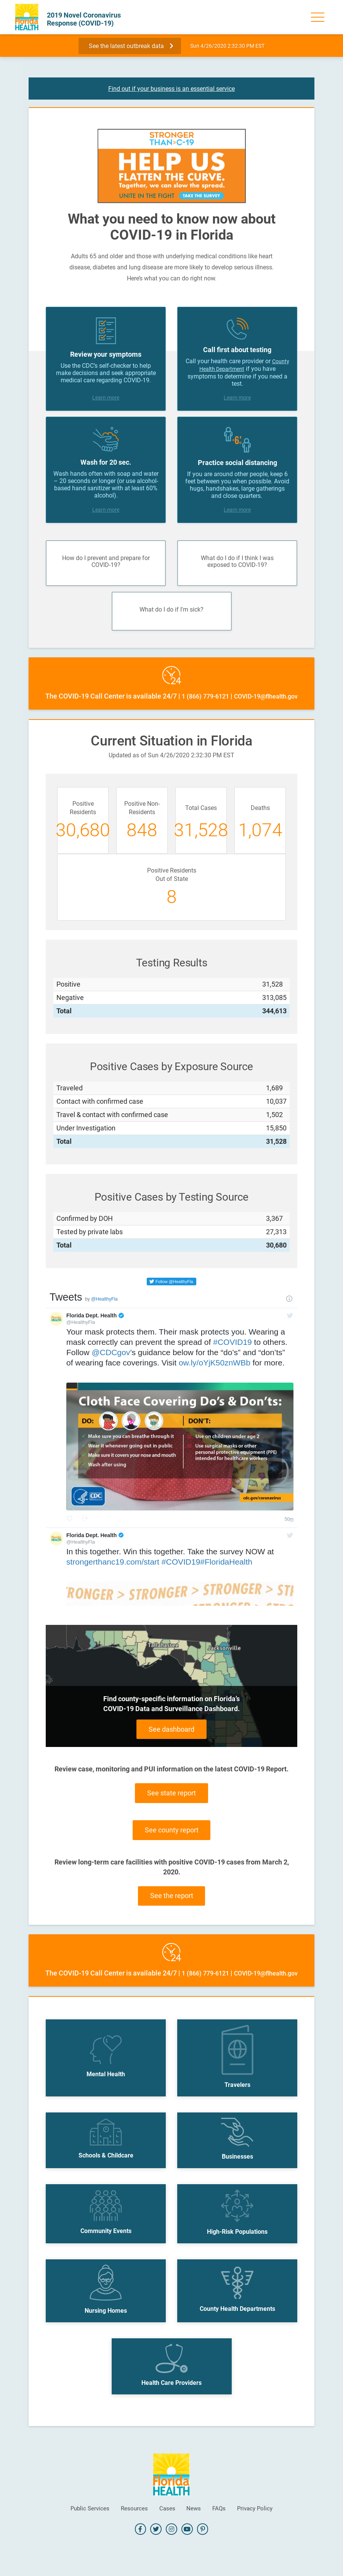 Florida
HEALTH
2019 Novel Coronavirus
Response (COVID-19)
See the latest outbreak data
Sun 4/26/2020 2:32:30 PM EST
Find out if your business is an essential service
STRONGER
THAN C-19
HELP US
FLATTEN THE CURVE.
Together, we can slow the spread.
UNITE IN THE FIGHT TAKE THE SURVEY
What you need to know now about
COVID-19 in Florida
Adults 65 and older and those with underlying medical conditions like heart
disease, diabetes and lung disease are more likely to develop serious illness.
Here's what you can do right now.
Review your symptoms
Use the CDC's self-checker to help
make decisions and seek appropriate
medical care regarding COVID-19.
Learn more
Call first about testing
Call your health care provider or County
Health Department if you have
symptoms to determine if you need a
test.
Learn more
Wash for 20 sec.
Wash hands often with soap and water
– 20 seconds or longer (or use alcohol-
based hand sanitizer with at least 60%
alcohol).
Learn more
6'
Practice social distancing
If you are around other people, keep 6
feet between you when possible. Avoid
hugs, handshakes, large gatherings
and close quarters.
Learn more
How do I prevent and prepare for
COVID-19?
What do I do if I think I was
exposed to COVID-19?
What do I do if I'm sick?
24
The COVID-19 Call Center is available 24/7 | 1 (866) 779-6121 | COVID-19@flhealth.gov
Current Situation in Florida
Updated as of Sun 4/26/2020 2:32:30 PM EST
Positive
Residents
30,680
Positive Non-
Residents
848
Total Cases
31,528
Deaths
1,074
Positive Residents
Out of State
8
Testing Results
Positive 31,528
Negative 313,085
Total 344,613
Positive Cases by Exposure Source
Traveled 1,689
Contact with confirmed case 10,037
Travel & contact with confirmed case 1,502
Under Investigation 15,850
Total 31,528
Positive Cases by Testing Source
Confirmed by DOH 3,367
Tested by private labs 27,313
Total 30,680
Follow @HealthyFla
Tweets by @HealthyFla
Florida Dept. Health
@HealthyFla
Your mask protects them. Their mask protects you. Wearing a
mask correctly can prevent the spread of #COVID19 to others.
Follow @CDCgov's guidance below for the “do's” and “don'ts”
of wearing face coverings. Visit ow.ly/oYjK50znWBb for more.
Cloth Face Covering Do's & Don'ts:
DO:
Make sure you can breathe through it
Wear it whenever going out in public
Make sure it covers your nose and mouth
Wash after using
DON'T:
Use on children under age 2
Use surgical masks or other
personal protective equipment (PPE)
intended for healthcare workers
CDC
cdc.gov/coronavirus
Florida Dept. Health
@HealthyFla
In this together. Win this together. Take the survey NOW at
strongerthanc19.com/start #COVID19#FloridaHealth
STRONGER > STRONGER > STRONGER >
Tallahassee
Jacksonville
Find county-specific information on Florida's
COVID-19 Data and Surveillance Dashboard.
See dashboard
Review case, monitoring and PUI information on the latest COVID-19 Report.
See state report
See county report
Review long-term care facilities with positive COVID-19 cases from March 2,
2020.
See the report
24
The COVID-19 Call Center is available 24/7 | 1 (866) 779-6121 | COVID-19@flhealth.gov
Mental Health
Travelers
Schools & Childcare
Businesses
Community Events
High-Risk Populations
Nursing Homes
County Health Departments
Health Care Providers
Florida
HEALTH
Public Services Resources Cases News FAQs Privacy Policy